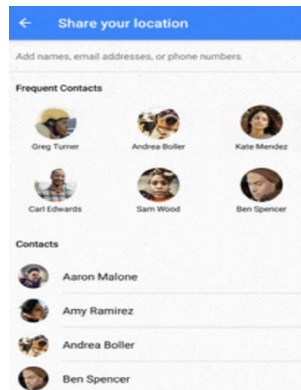 Share your location
Add names, email addresses, or phone numbers
Frequent Contacts
Greg Turner Andrea Boller Kate Mendez
Carl Edwards Sam Wood Ben Spencer
Contacts
Aaron Malone
Amy Ramirez
Andrea Boller
Ben Spencer